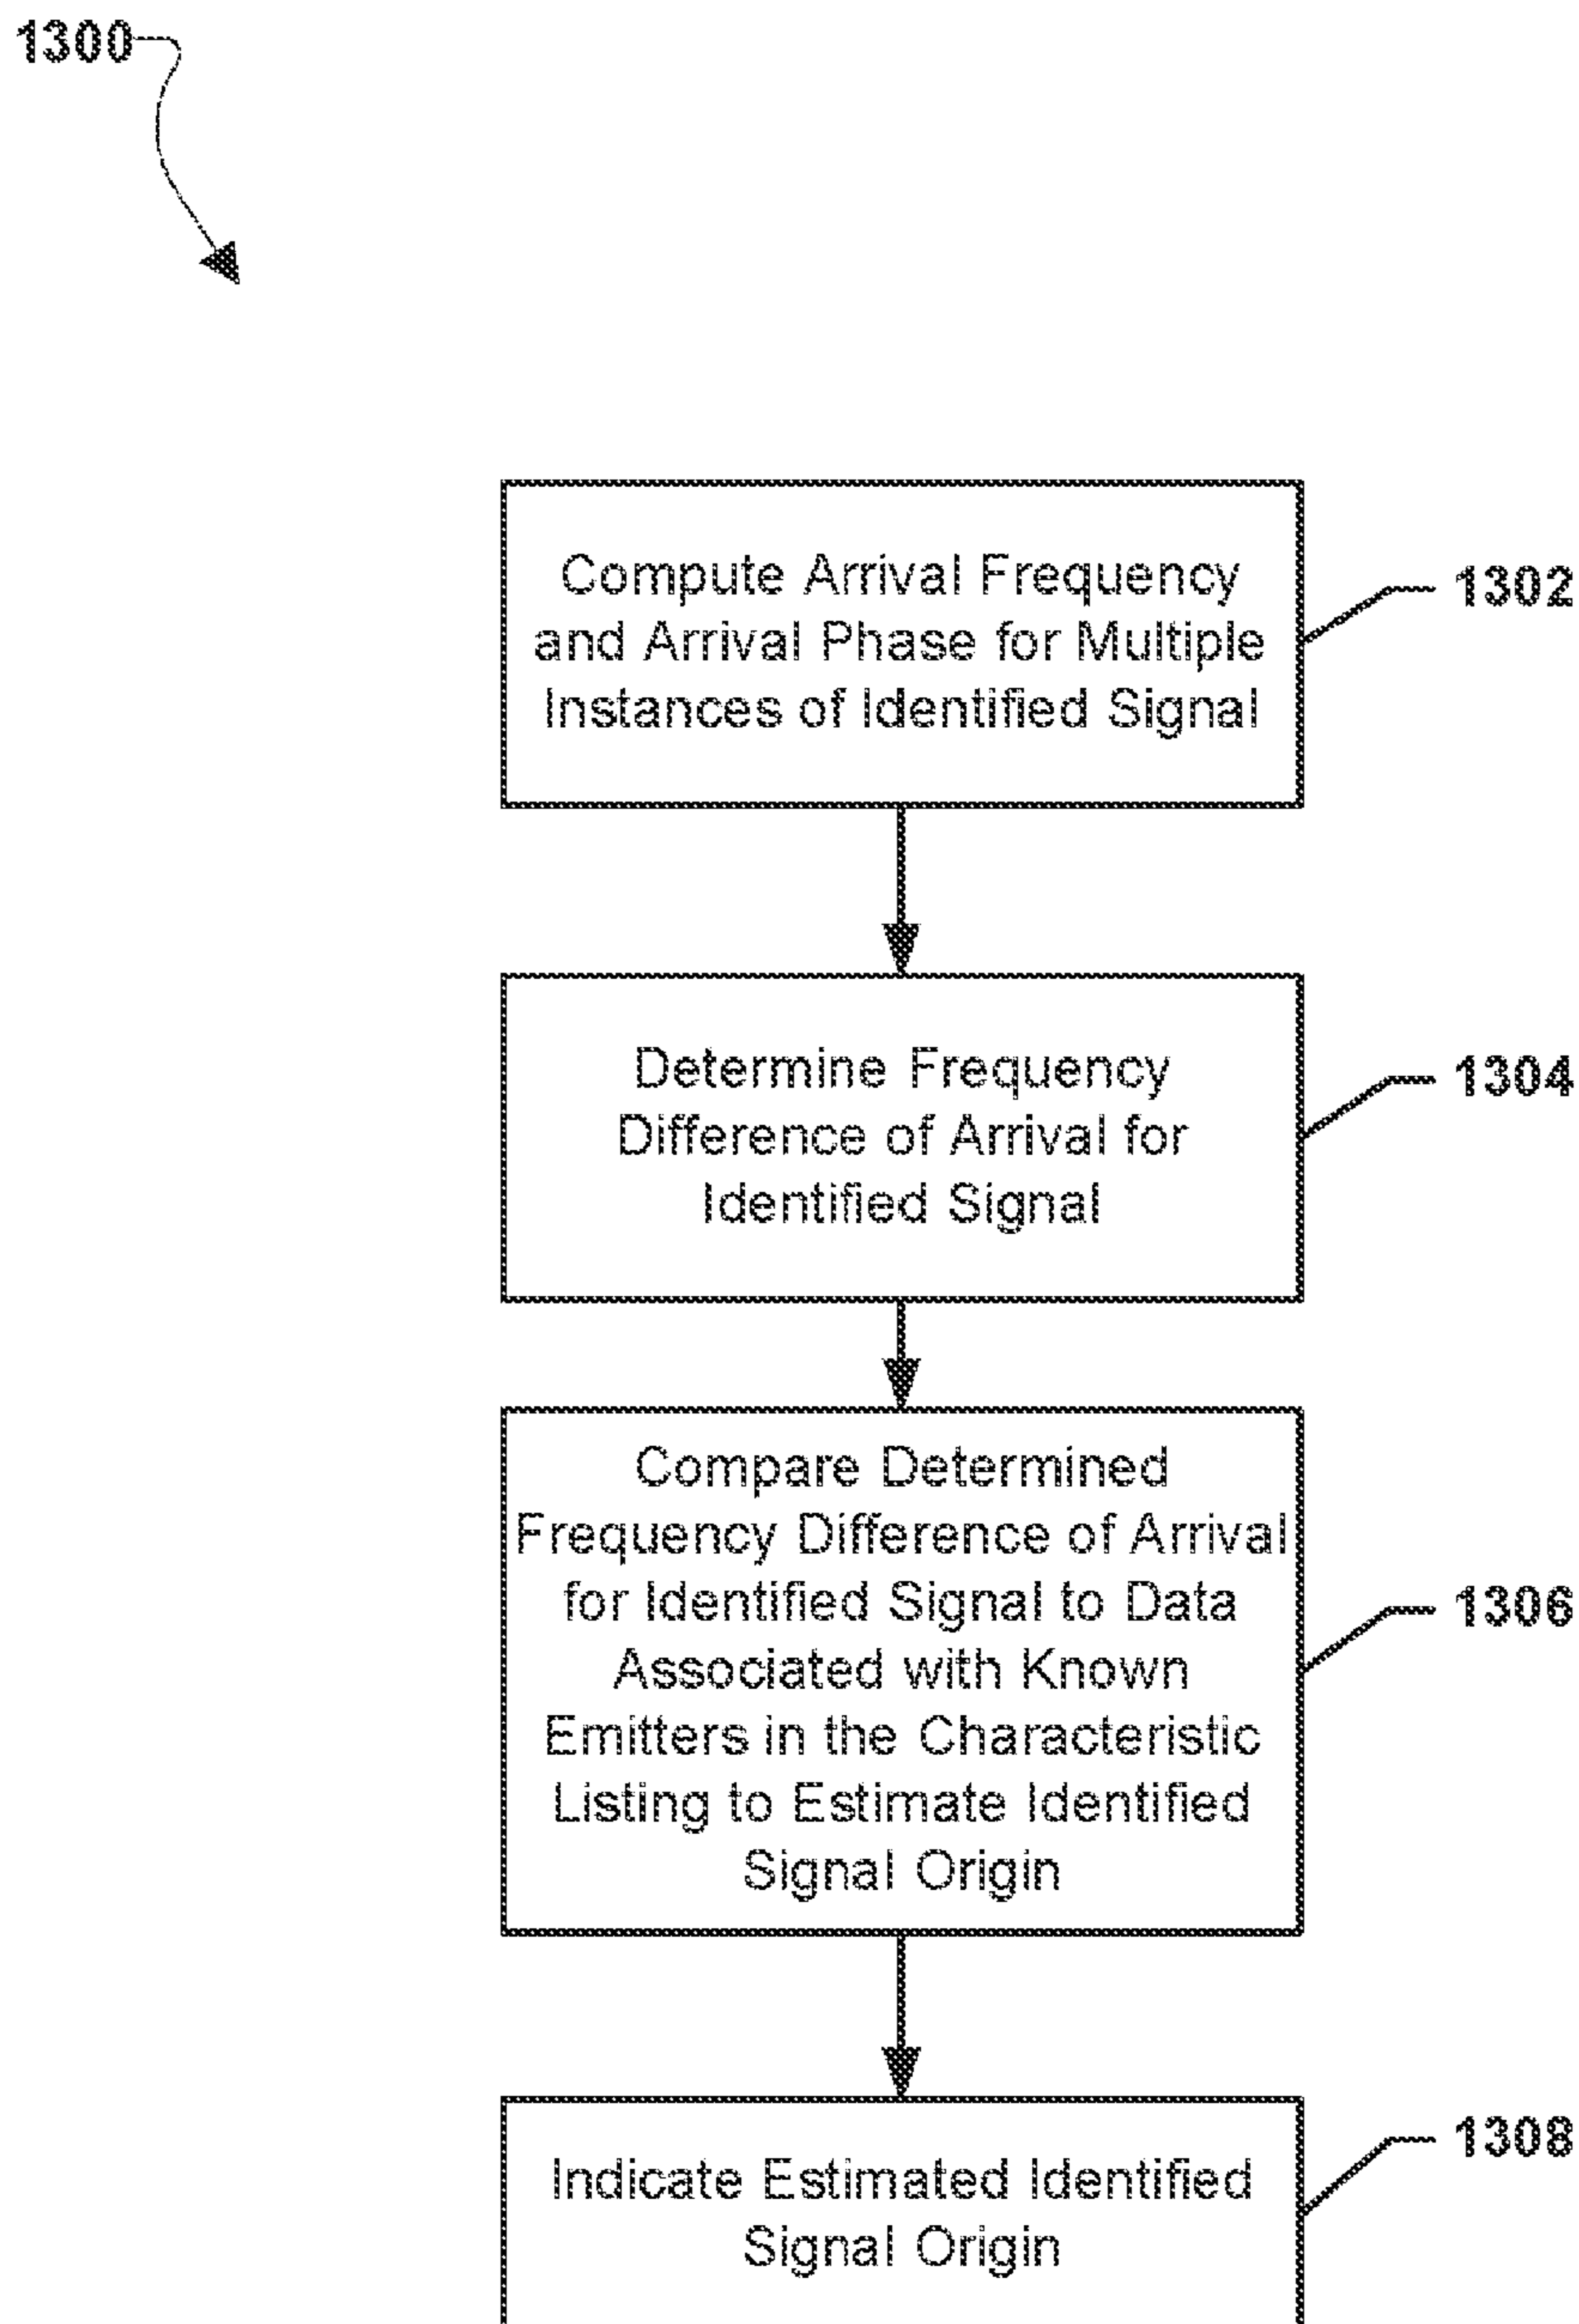 1300
Compute Arrival Frequency
and Arrival Phase for Multiple
Instances of Identified Signal
1302
Determine Frequency
Difference of Arrival for
Identified Signal
1304
Compare Determined
Frequency Difference of Arrival
for Identified Signal to Data
Associated with Known
Emitters in the Characteristic
Listing to Estimate Identified
Signal Origin
1306
Indicate Estimated Identified
Signal Origin
1308